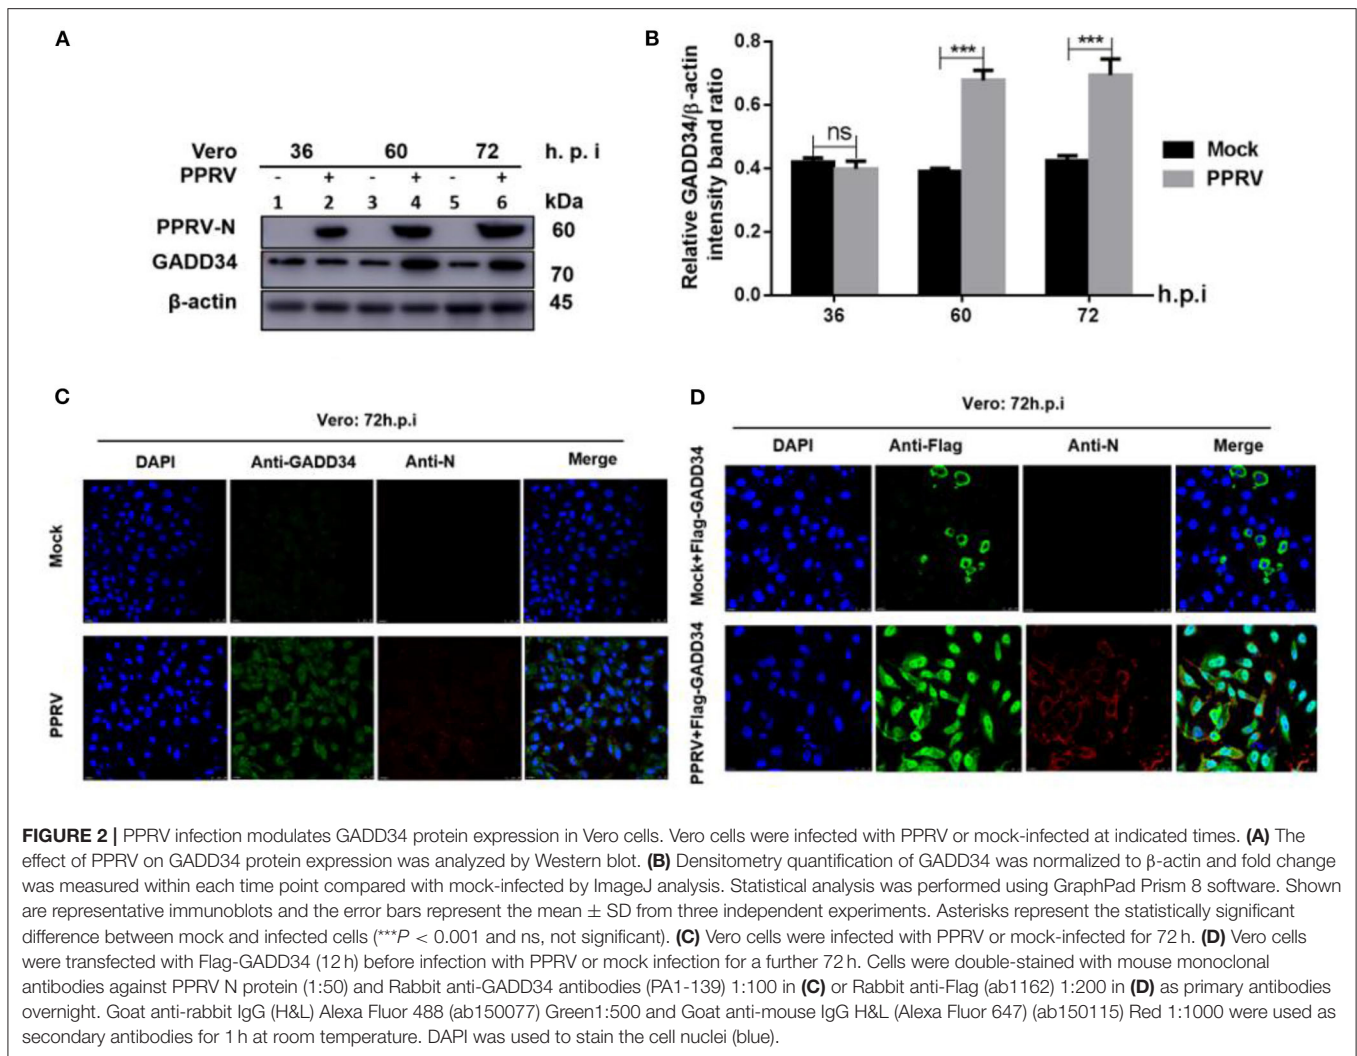 A
Vero 36 60 72 h. p. i
PPRV - + - + - +
1 2 3 4 5 6 kDa
PPRV-N 60
GADD34 70
β-actin 45
B
Relative GADD34/β-actin
intensity band ratio
0.8
0.6
0.4
0.2
0.0
ns
***
***
36 60 72
h.p.i
Mock
PPRV
C
Vero: 72h.p.i
DAPI Anti-GADD34 Anti-N Merge
Mock
PPRV
D
Vero: 72h.p.i
DAPI Anti-Flag Anti-N Merge
Mock+Flag-GADD34
PPRV+Flag-GADD34
FIGURE 2 | PPRV infection modulates GADD34 protein expression in Vero cells. Vero cells were infected with PPRV or mock-infected at indicated times. (A) The
effect of PPRV on GADD34 protein expression was analyzed by Western blot. (B) Densitometry quantification of GADD34 was normalized to β-actin and fold change
was measured within each time point compared with mock-infected by ImageJ analysis. Statistical analysis was performed using GraphPad Prism 8 software. Shown
are representative immunoblots and the error bars represent the mean ± SD from three independent experiments. Asterisks represent the statistically significant
difference between mock and infected cells (***P < 0.001 and ns, not significant). (C) Vero cells were infected with PPRV or mock-infected for 72 h. (D) Vero cells
were transfected with Flag-GADD34 (12 h) before infection with PPRV or mock infection for a further 72 h. Cells were double-stained with mouse monoclonal
antibodies against PPRV N protein (1:50) and Rabbit anti-GADD34 antibodies (PA1-139) 1:100 in (C) or Rabbit anti-Flag (ab1162) 1:200 in (D) as primary antibodies
overnight. Goat anti-rabbit IgG (H&L) Alexa Fluor 488 (ab150077) Green1:500 and Goat anti-mouse IgG H&L (Alexa Fluor 647) (ab150115) Red 1:1000 were used as
secondary antibodies for 1 h at room temperature. DAPI was used to stain the cell nuclei (blue).